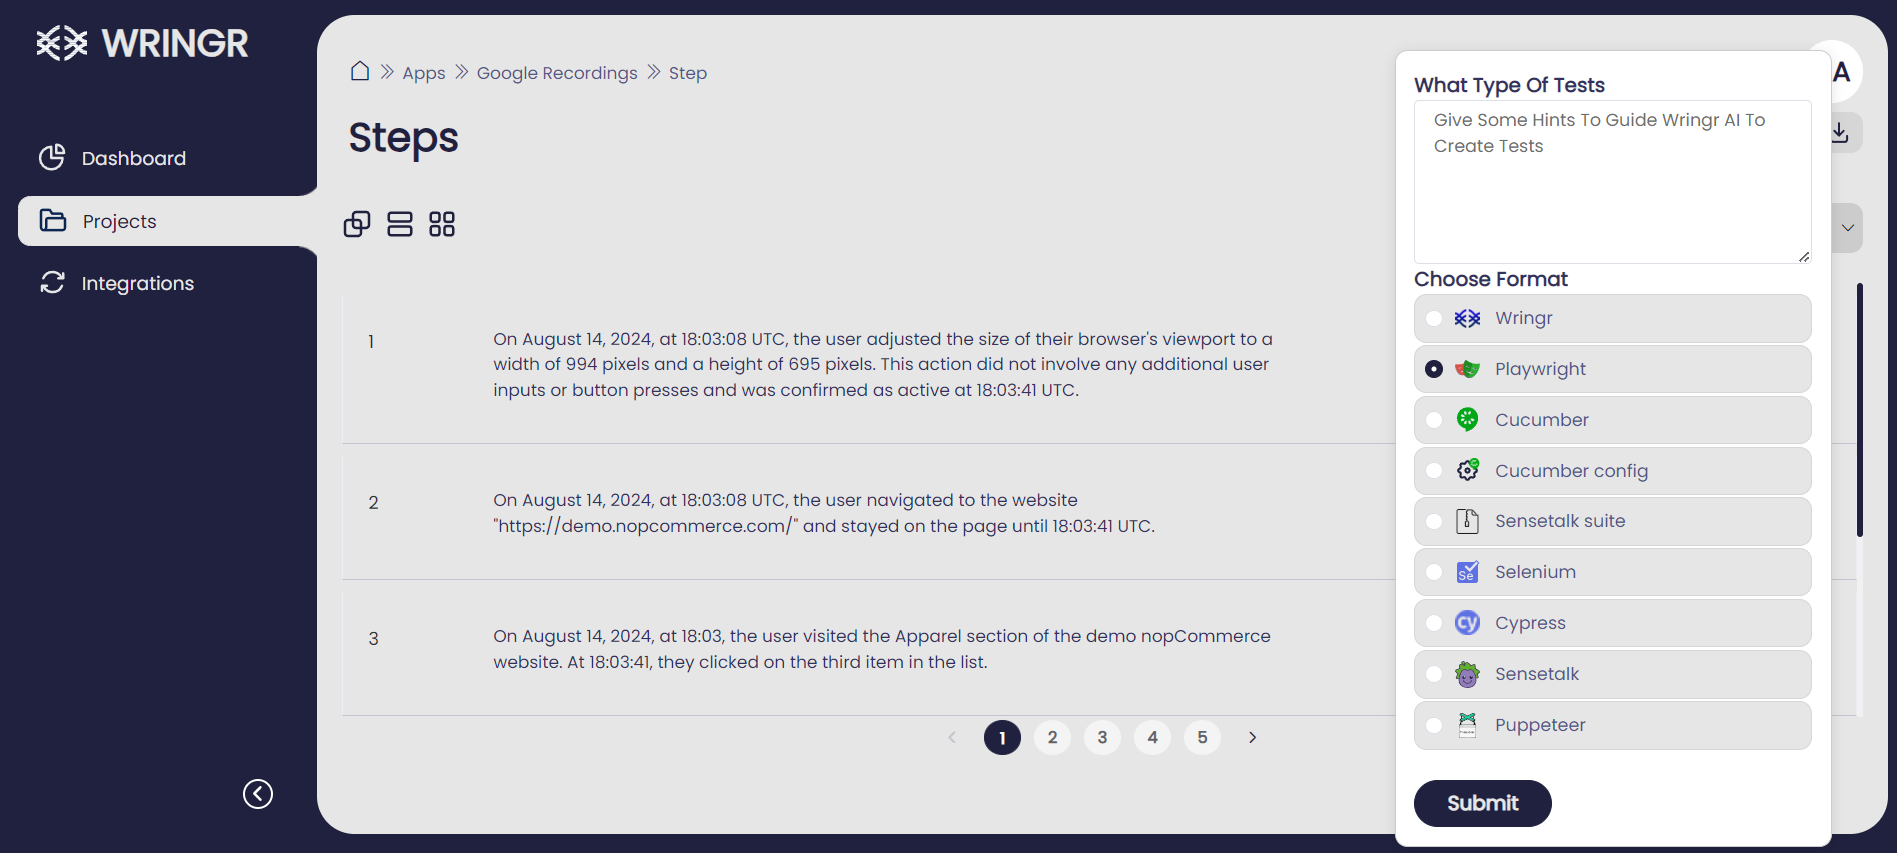 WRINGR
Dashboard
Projects
Integrations
Apps
Google Recordings
Step
Steps
1
On August 14, 2024, at 18:03:08 UTC, the user adjusted the size of their browser's viewport to a
width of 994 pixels and a height of 695 pixels. This action did not involve any additional user
inputs or button presses and was confirmed as active at 18:03:41 UTC.
2
On August 14, 2024, at 18:03:08 UTC, the user navigated to the website
"https://demo.nopcommerce.com/" and stayed on the page until 18:03:41 UTC.
3
On August 14, 2024, at 18:03, the user visited the Apparel section of the demo nopCommerce
website. At 18:03:41, they clicked on the third item in the list.
1 2 3 4 5
A
What Type Of Tests
Give Some Hints To Guide Wringr AI To
Create Tests
Choose Format
Wringr
Playwright
Cucumber
Cucumber config
Sensetalk suite
Se Selenium
cy Cypress
Sensetalk
Puppeteer
Submit